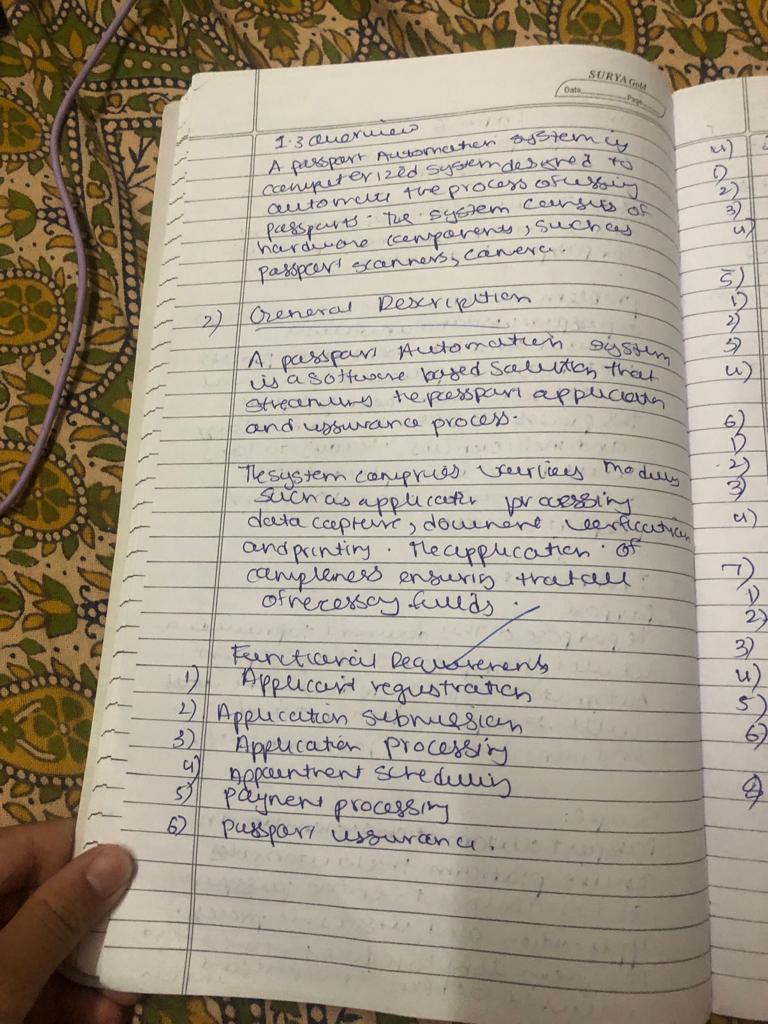 SURYA Gold
Date Page
1.3 overview
A passport Automation system is
computerized system designed to
automate the process of issuing
passports. The system consists of
hardware components, such as
passport scanners, camera.
2) General Description
A passport Automation system
is a software based solution that
streamlines the passport application
and issurance process.
The system comprises various modules
such as application processing
data capture, document verification
and printing. The application of
completeness ensuring that all
of necessary fields.
Functional Requirements
1) Applicant registration
2) Application submission
3) Application processing
4) Appointment scheduling
5) payment processing
6) passport issurance.
4)
1)
2)
3)
4)
5)
1)
2)
3)
4)
6)
1)
2)
3)
4)
7)
1)
2)
3)
4)
5)
6)